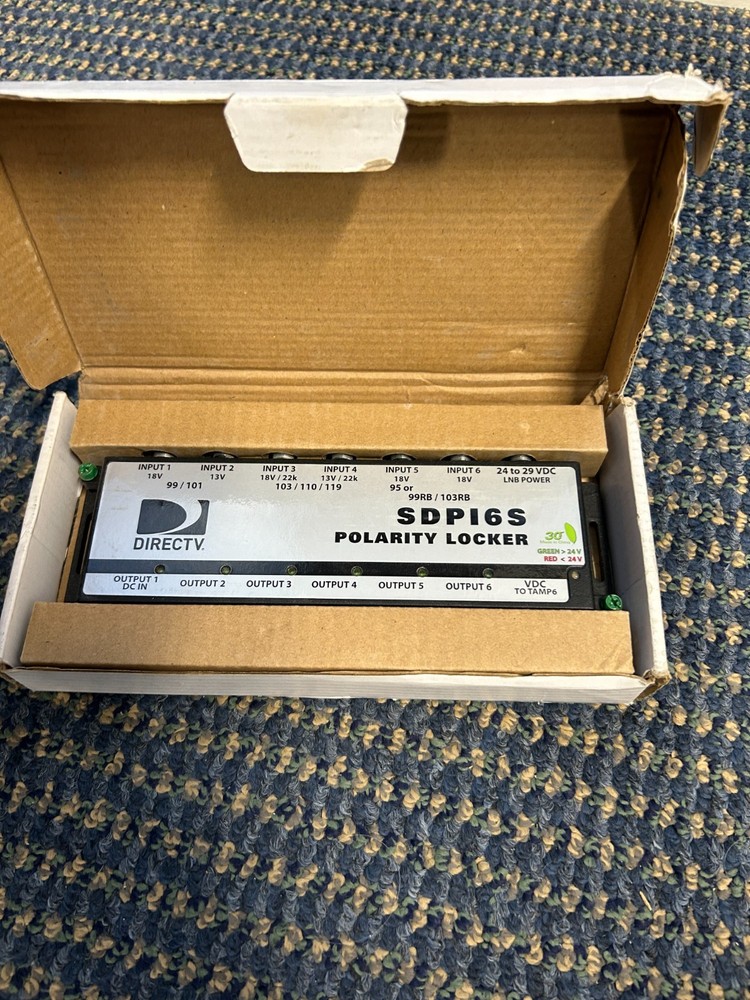 INPUT 1 INPUT 2 INPUT 3 INPUT 4 INPUT 5 INPUT 6 24 to 29 VDC
18V 13V 18V / 22k 13V / 22k 18V 18V LNB POWER
99 / 101 103 / 110 / 119 95 or
99RB / 103RB
SDPI6S
POLARITY LOCKER
DIRECTV
30
GREEN > 24 V
RED < 24 V
OUTPUT 1 OUTPUT 2 OUTPUT 3 OUTPUT 4 OUTPUT 5 OUTPUT 6 VDC
DC IN TO TAMP6